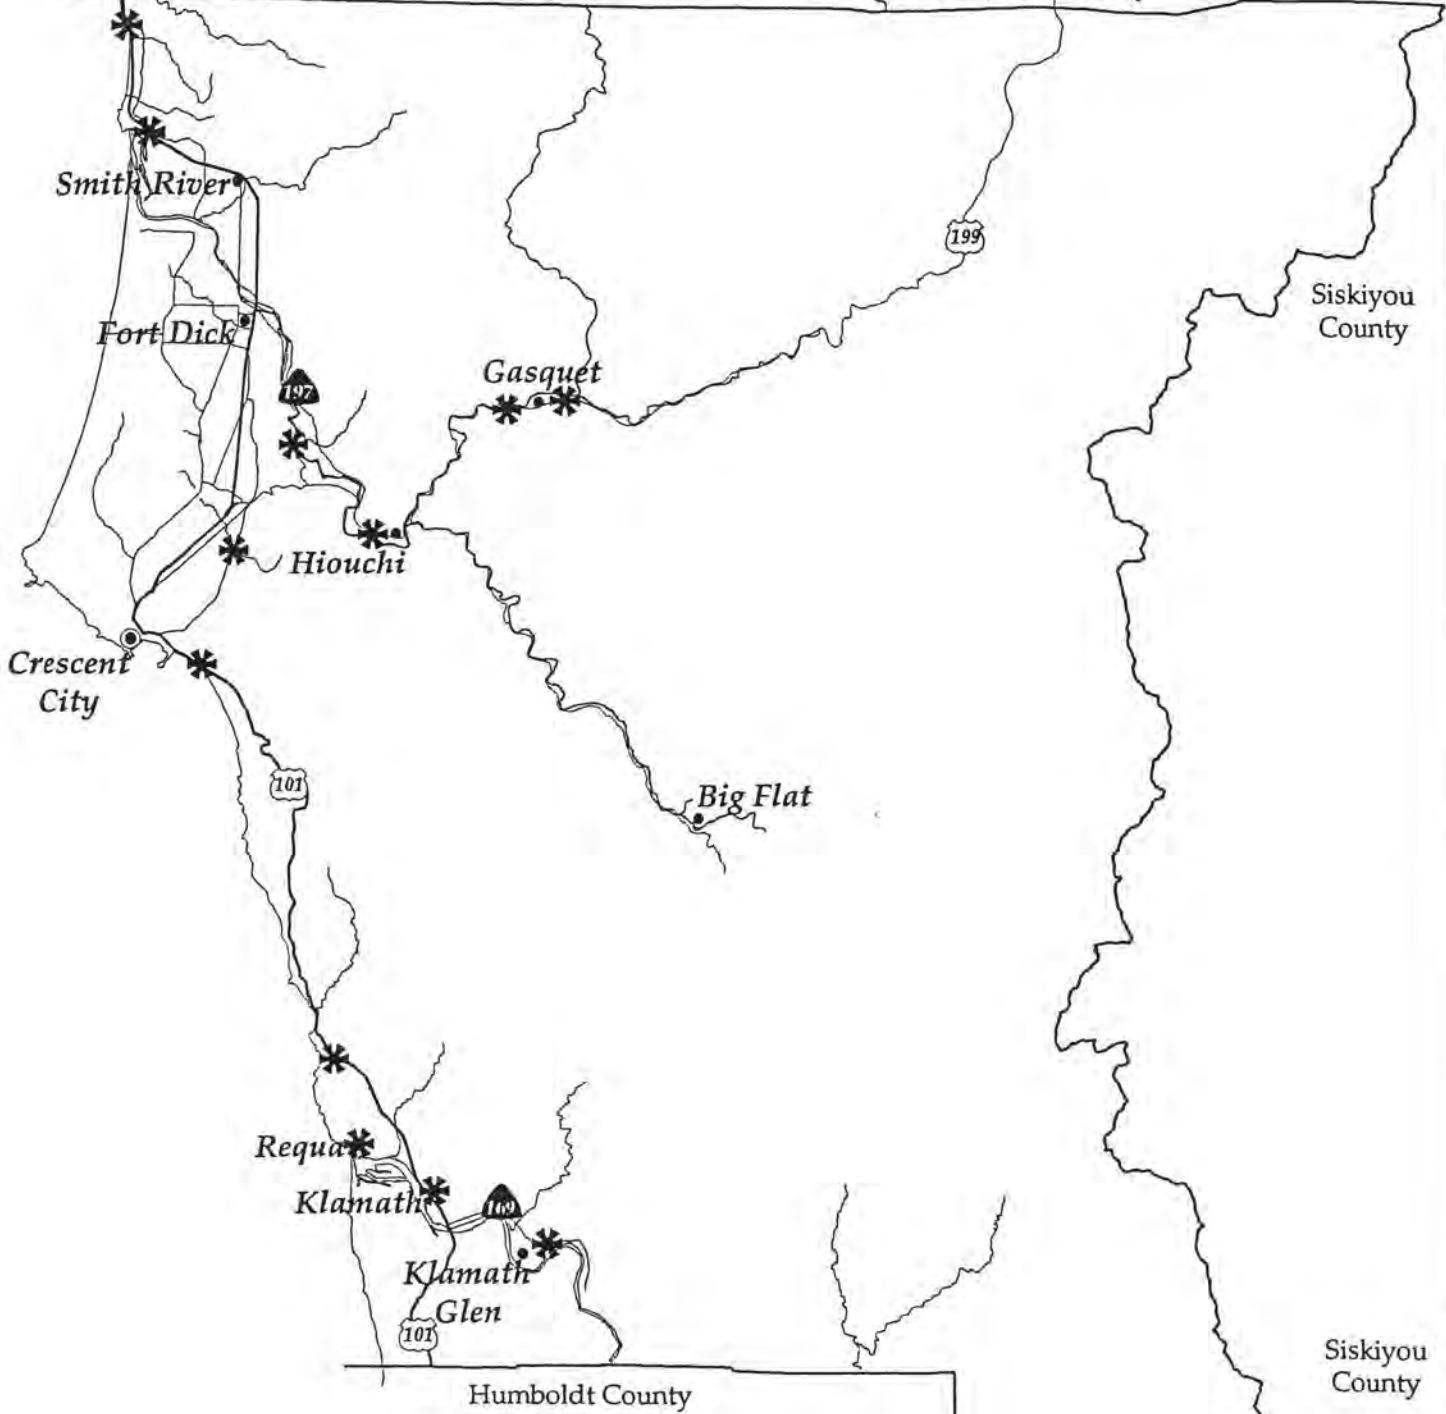 Smith River
199
Siskiyou
County
Fort Dick
Gasquet
197
Hiouchi
Crescent
City
101
Big Flat
Requa
Klamath
169
Klamath
Glen
101
Siskiyou
County
Humboldt County